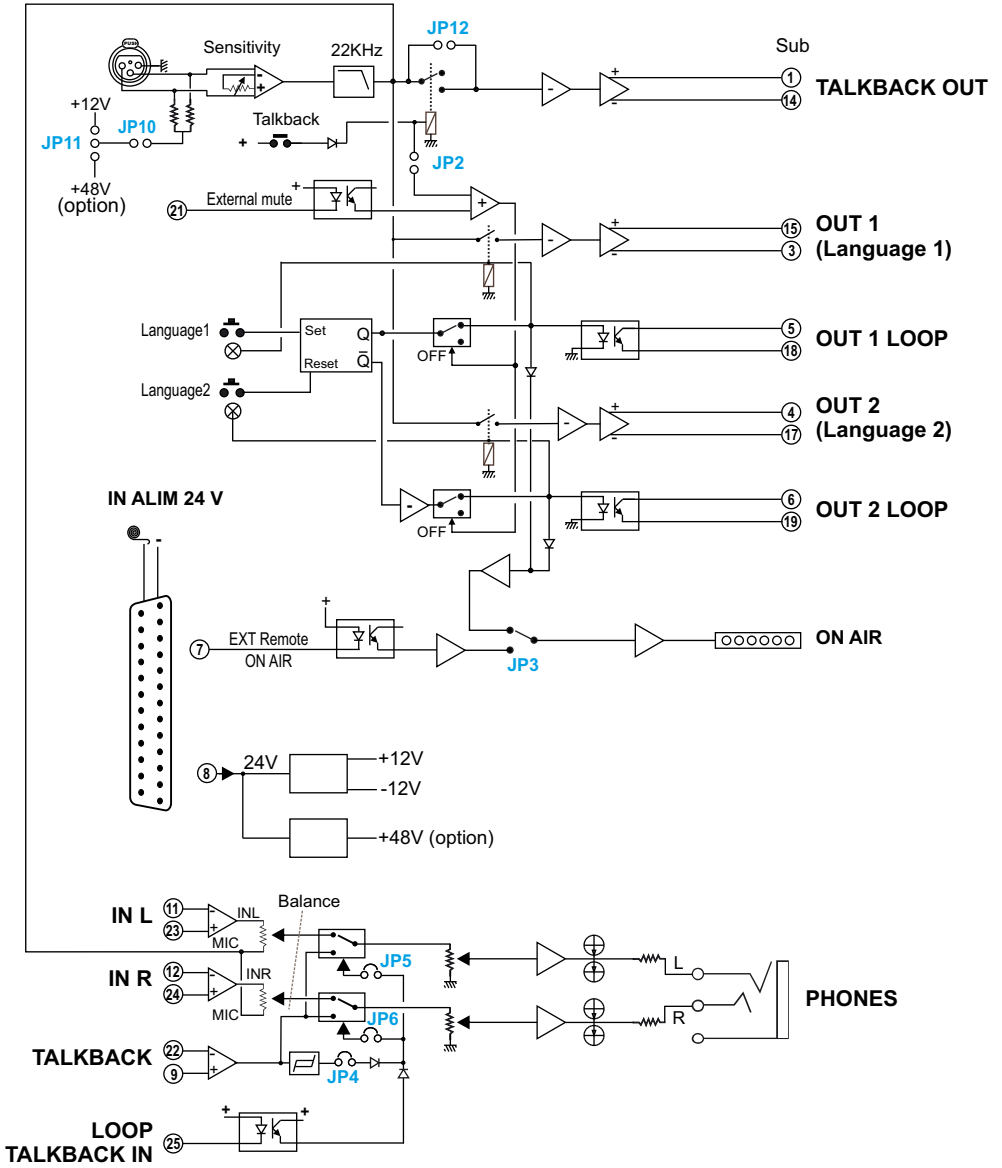 PUSH
Sensitivity
22KHz
JP12
Sub
1
TALKBACK OUT
14
- + + -
+12V
JP11
JP10
+48V
(option)
Talkback
+
JP2
21
External mute
+
+
15
OUT 1
3
(Language 1)
- + -
Language1
Set
Q
Reset
Q̅
OFF
5
OUT 1 LOOP
18
Language2
4
OUT 2
17
(Language 2)
- + -
-
OFF
6
OUT 2 LOOP
19
IN ALIM 24 V
-
7
EXT Remote
ON AIR
+
JP3
ON AIR
8
24V
+12V
-12V
+48V (option)
IN L
11
23
-
+
INL
MIC
Balance
JP5
IN R
12
24
-
+
INR
MIC
JP6
L
R
PHONES
TALKBACK
22
9
-
+
JP4
LOOP
TALKBACK IN
25
+
+